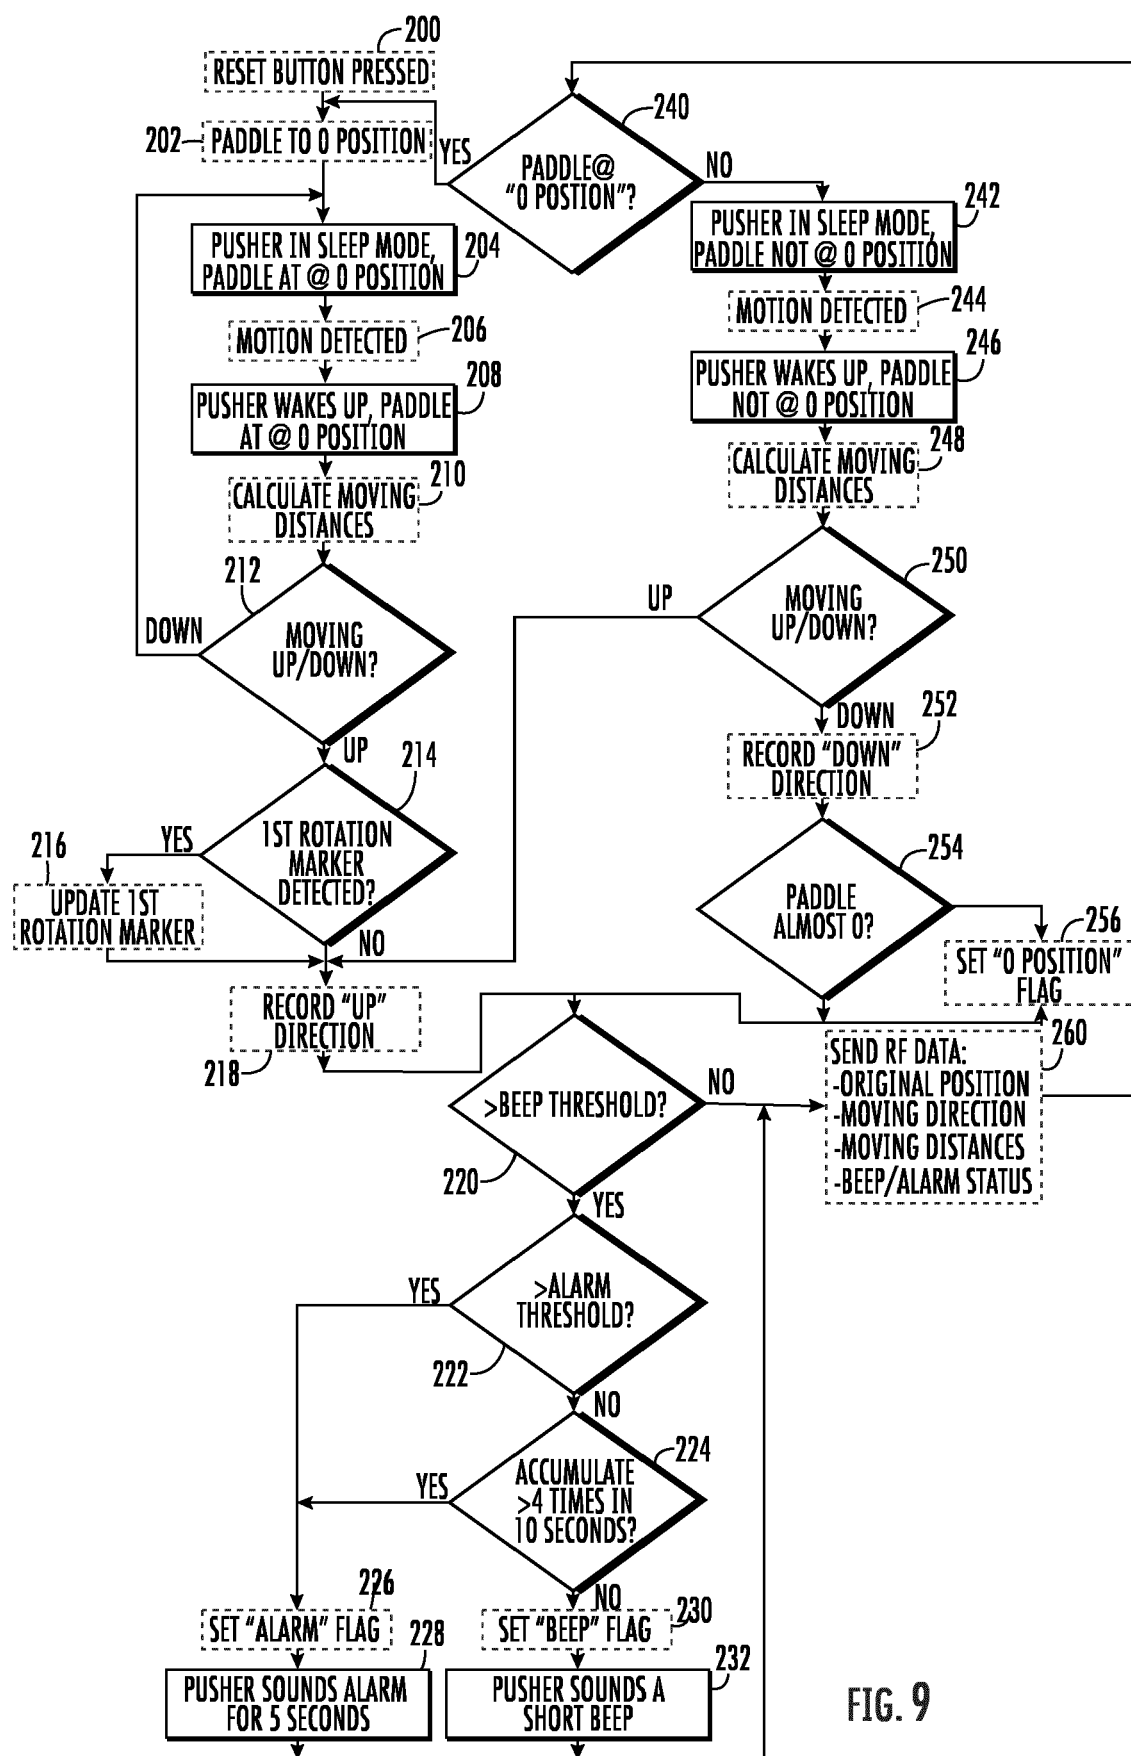 200
RESET BUTTON PRESSED
202
PADDLE TO 0 POSITION
YES
240
PADDLE@
“0 POSTION”?
NO
PUSHER IN SLEEP MODE,
PADDLE AT @ 0 POSITION
204
MOTION DETECTED
206
PUSHER WAKES UP, PADDLE
AT @ 0 POSITION
208
CALCULATE MOVING
DISTANCES
210
212
MOVING
UP/DOWN?
DOWN
UP
214
1ST ROTATION
MARKER
DETECTED?
YES
NO
216
UPDATE 1ST
ROTATION MARKER
RECORD “UP”
DIRECTION
218
242
PUSHER IN SLEEP MODE,
PADDLE NOT @ 0 POSITION
244
MOTION DETECTED
246
PUSHER WAKES UP, PADDLE
NOT @ 0 POSITION
248
CALCULATE MOVING
DISTANCES
250
MOVING
UP/DOWN?
UP
DOWN
252
RECORD “DOWN”
DIRECTION
254
PADDLE
ALMOST 0?
256
SET “0 POSITION”
FLAG
260
SEND RF DATA:
-ORIGINAL POSITION
-MOVING DIRECTION
-MOVING DISTANCES
-BEEP/ALARM STATUS
>BEEP THRESHOLD?
NO
220
YES
>ALARM
THRESHOLD?
YES
222
NO
224
ACCUMULATE
>4 TIMES IN
10 SECONDS?
YES
NO
226
SET “ALARM” FLAG
228
PUSHER SOUNDS ALARM
FOR 5 SECONDS
230
SET “BEEP” FLAG
232
PUSHER SOUNDS A
SHORT BEEP
FIG. 9